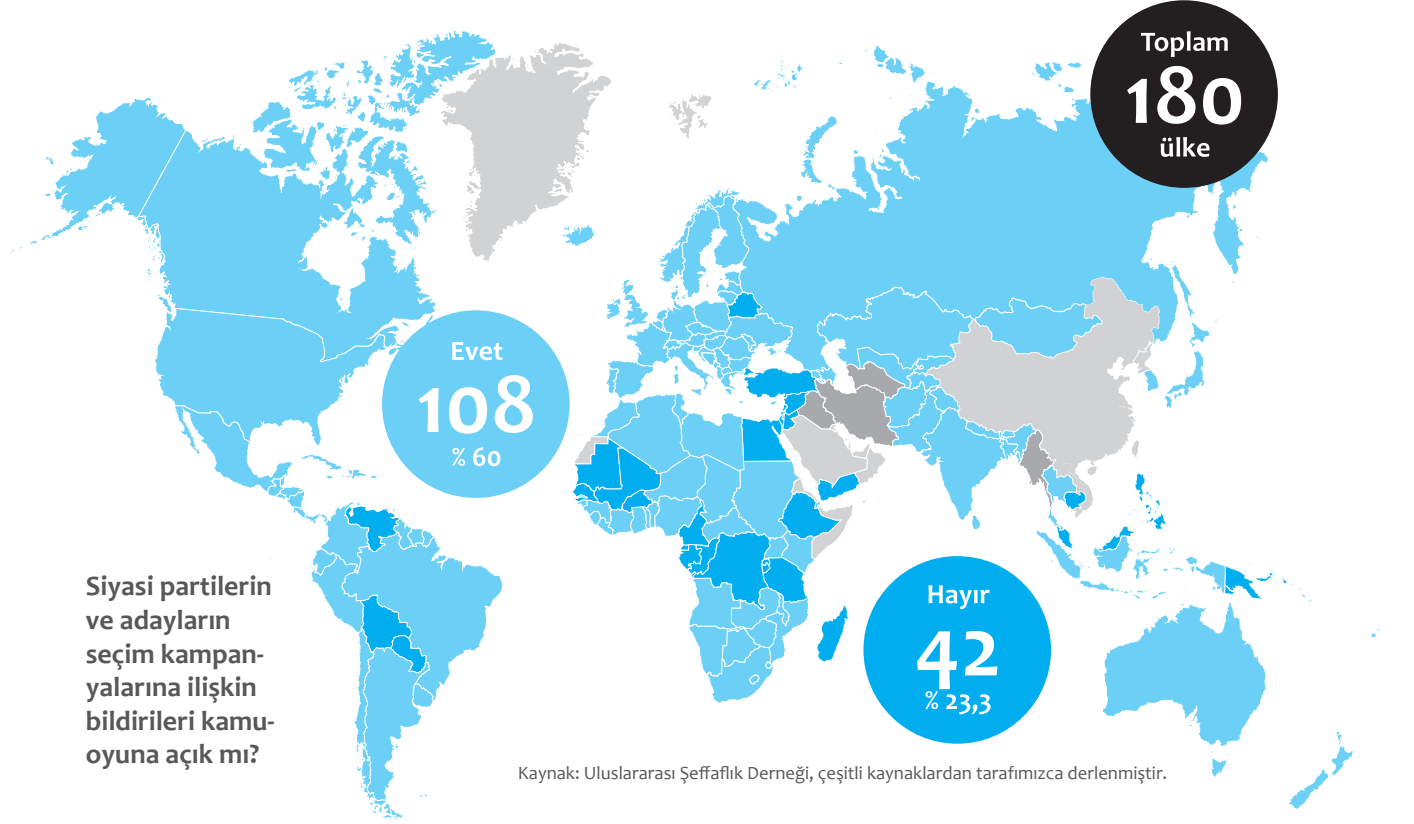 Toplam
180
ülke
Evet
108
% 60
Siyasi partilerin
ve adayların
seçim kampan-
yalarına ilişkin
bildirileri kamu-
oyuna açık mı?
Hayır
42
% 23,3
Kaynak: Uluslararası Şeffaflık Derneği, çeşitli kaynaklardan tarafımızca derlenmiştir.